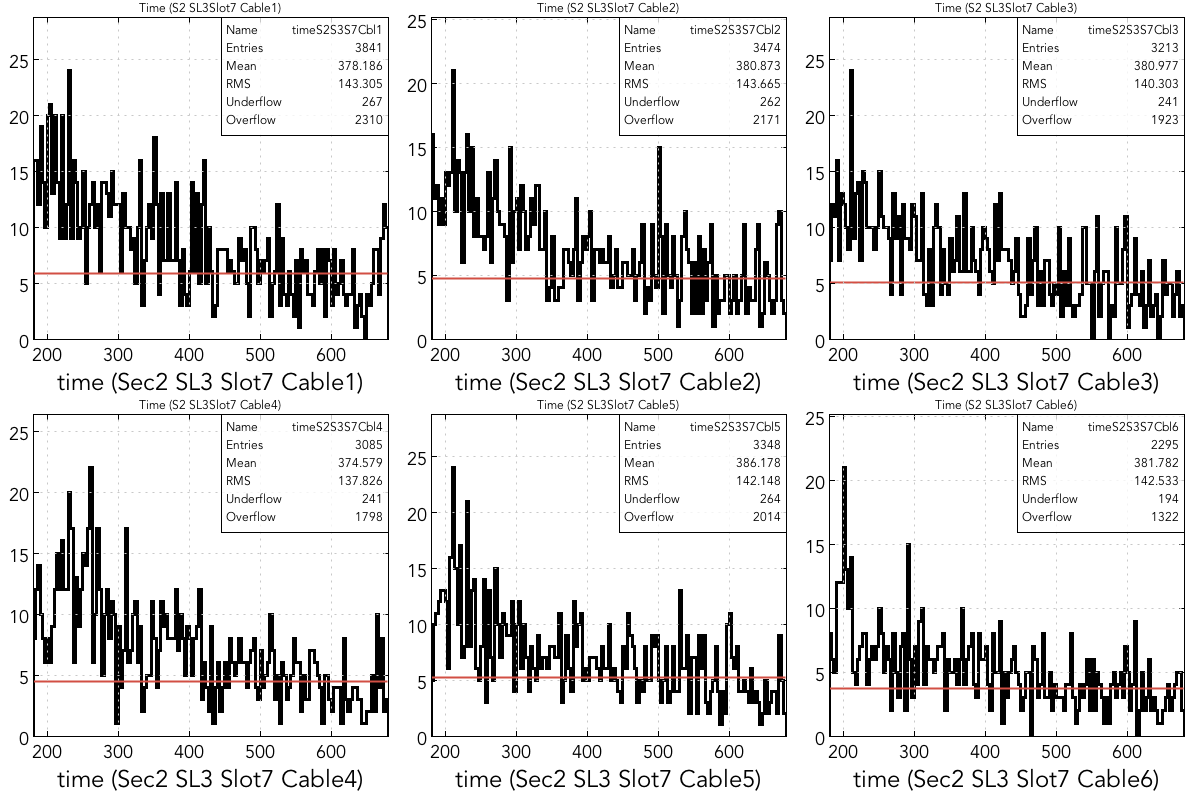 Time (S2 SL3Slot7 Cable1)
Name timeS2S3S7Cbl1
Entries 3841
Mean 378.186
RMS 143.305
Underflow 267
Overflow 2310
25
20
15
10
5
0
200 300 400 500 600
time (Sec2 SL3 Slot7 Cable1)
Time (S2 SL3Slot7 Cable2)
Name timeS2S3S7Cbl2
Entries 3474
Mean 380.873
RMS 143.665
Underflow 262
Overflow 2171
25
20
15
10
5
0
200 300 400 500 600
time (Sec2 SL3 Slot7 Cable2)
Time (S2 SL3Slot7 Cable3)
Name timeS2S3S7Cbl3
Entries 3213
Mean 380.977
RMS 140.303
Underflow 241
Overflow 1923
25
20
15
10
5
0
200 300 400 500 600
time (Sec2 SL3 Slot7 Cable3)
Time (S2 SL3Slot7 Cable4)
Name timeS2S3S7Cbl4
Entries 3085
Mean 374.579
RMS 137.826
Underflow 241
Overflow 1798
25
20
15
10
5
0
200 300 400 500 600
time (Sec2 SL3 Slot7 Cable4)
Time (S2 SL3Slot7 Cable5)
Name timeS2S3S7Cbl5
Entries 3348
Mean 386.178
RMS 142.148
Underflow 264
Overflow 2014
25
20
15
10
5
0
200 300 400 500 600
time (Sec2 SL3 Slot7 Cable5)
Time (S2 SL3Slot7 Cable6)
Name timeS2S3S7Cbl6
Entries 2295
Mean 381.782
RMS 142.533
Underflow 194
Overflow 1322
25
20
15
10
5
0
200 300 400 500 600
time (Sec2 SL3 Slot7 Cable6)